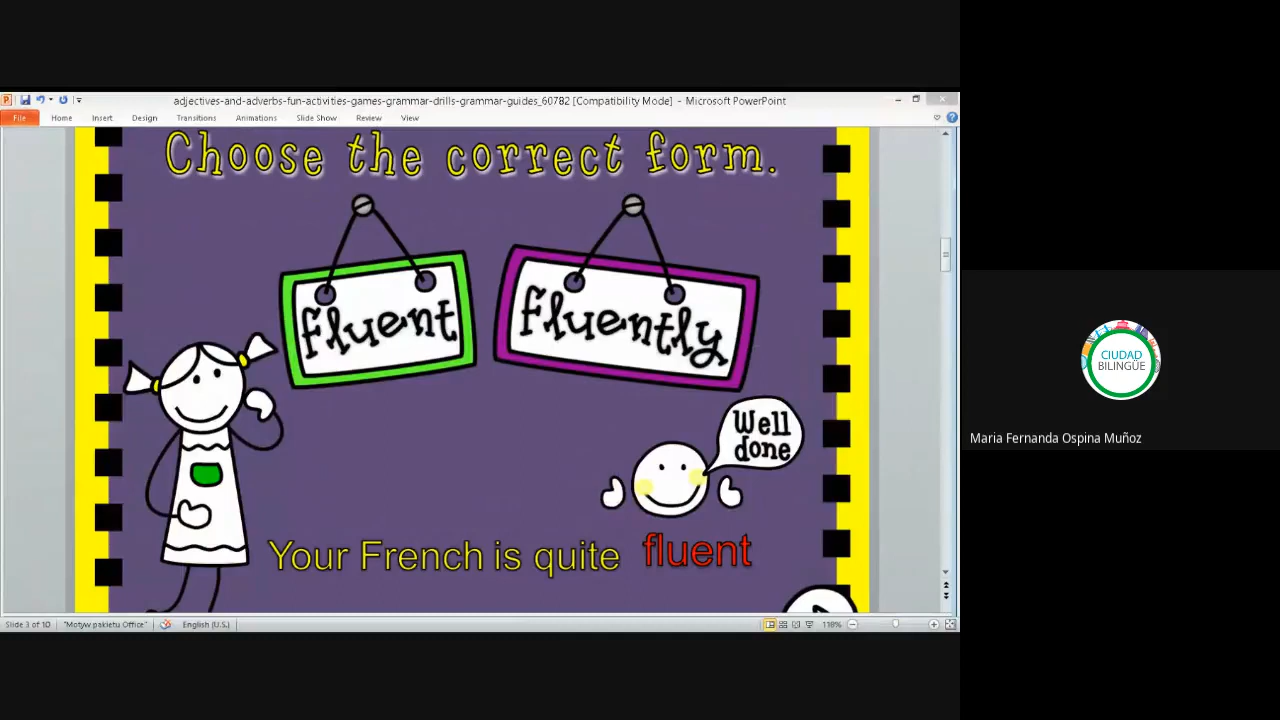 adjectives-and-adverbs-fun-activities-games-grammar-drills-grammar-guides_60782 [Compatibility Mode] - Microsoft PowerPoint
File Home Insert Design Transitions Animations Slide Show Review View
Choose the correct form.
fluent
fluently
Well
done
Your French is quite fluent
CIUDAD
BILINGÜE
Maria Fernanda Ospina Muñoz
Slide 3 of 10 "Motyw pakietu Office" English (U.S.) 118%